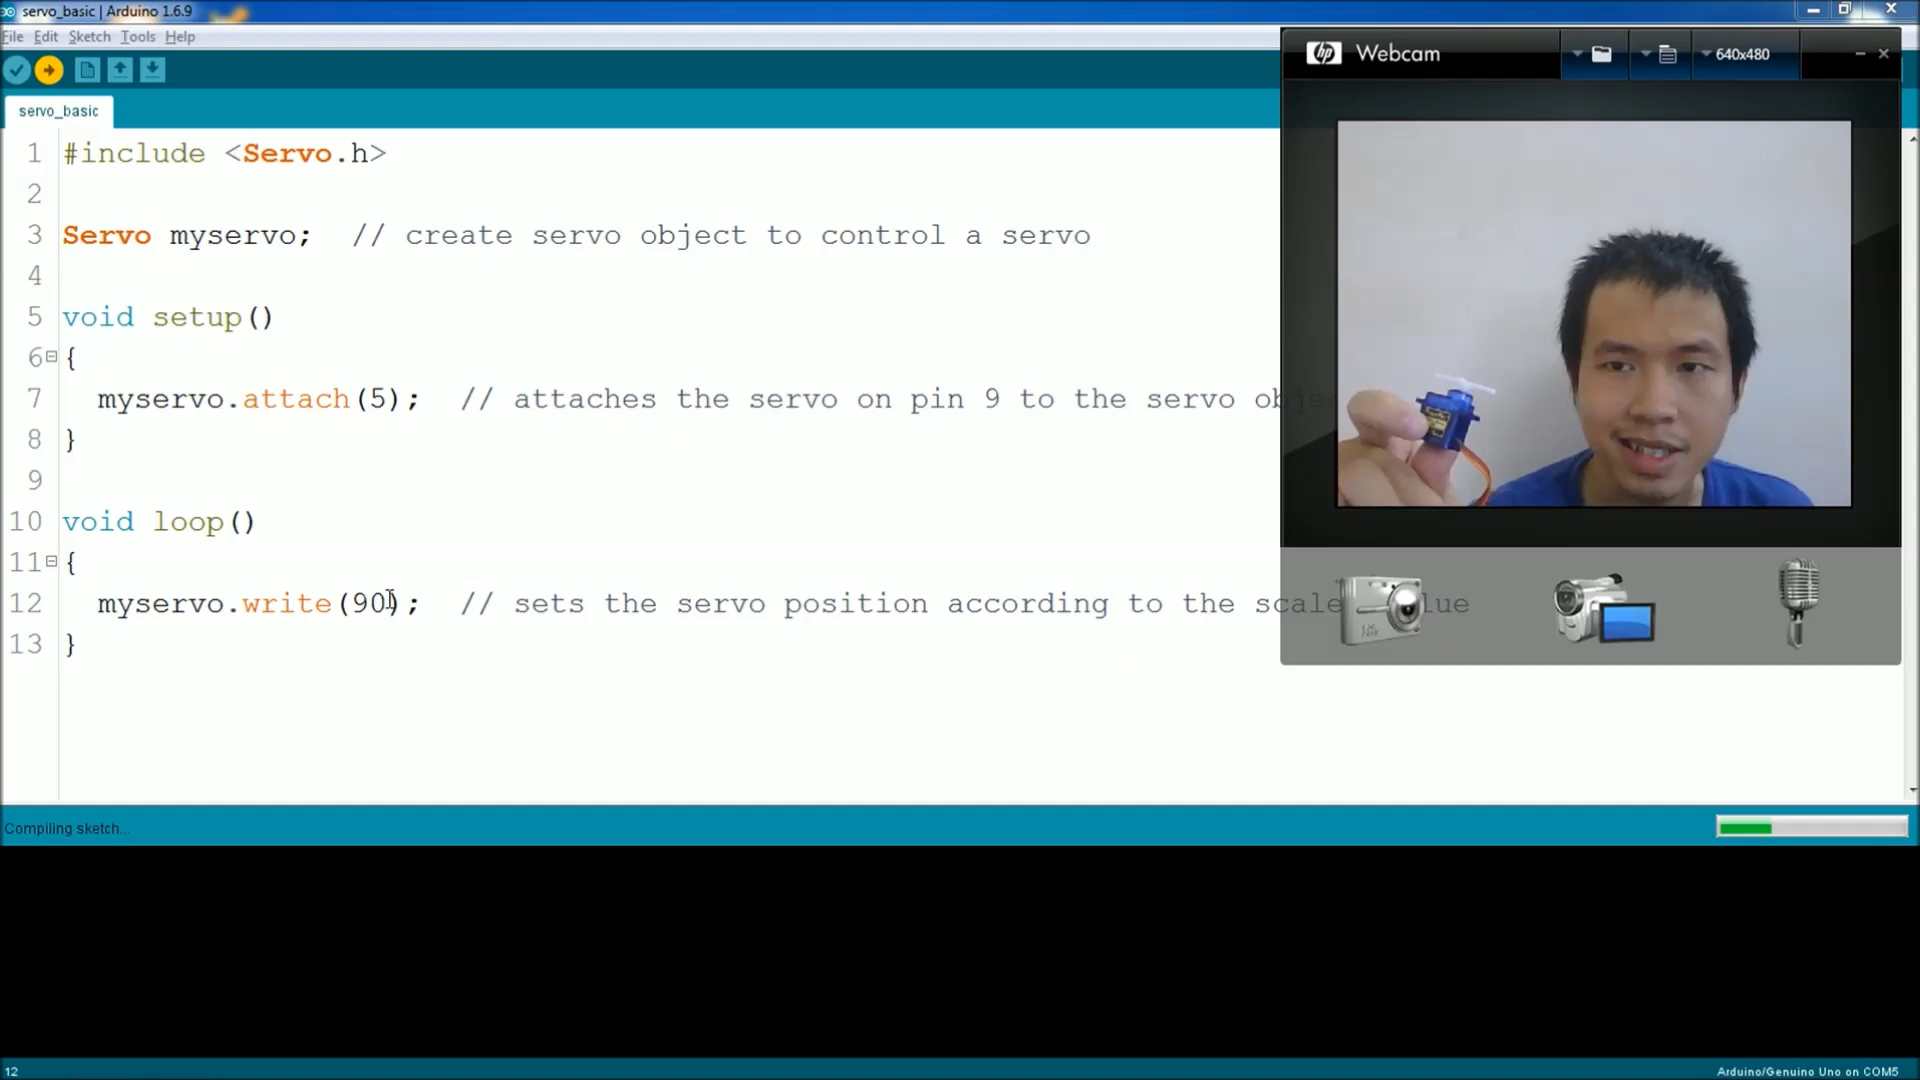 servo_basic | Arduino 1.6.9
File Edit Sketch Tools Help
hp Webcam 640x480
servo_basic
1 #include <Servo.h>
2
3 Servo myservo; // create servo object to control a servo
4
5 void setup()
6 {
7 myservo.attach(5); // attaches the servo on pin 9 to the servo objec
8 }
9
10 void loop()
11 {
12 myservo.write(90); // sets the servo position according to the scale lue
13 }
Compiling sketch...
12 Arduino/Genuino Uno on COM5